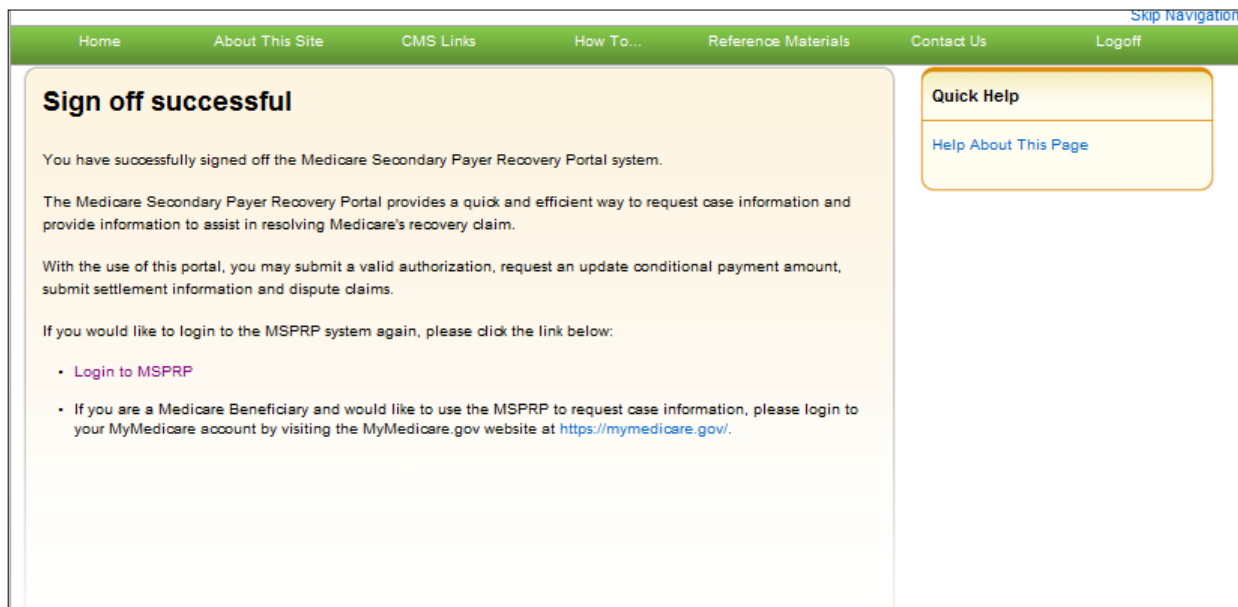 Skip Navigation
Home About This Site CMS Links How To... Reference Materials Contact Us Logoff
Sign off successful
You have successfully signed off the Medicare Secondary Payer Recovery Portal system.
The Medicare Secondary Payer Recovery Portal provides a quick and efficient way to request case information and
provide information to assist in resolving Medicare's recovery claim.
With the use of this portal, you may submit a valid authorization, request an update conditional payment amount,
submit settlement information and dispute claims.
If you would like to login to the MSPRP system again, please click the link below:
• Login to MSPRP
• If you are a Medicare Beneficiary and would like to use the MSPRP to request case information, please login to
your MyMedicare account by visiting the MyMedicare.gov website at https://mymedicare.gov/.
Quick Help
Help About This Page